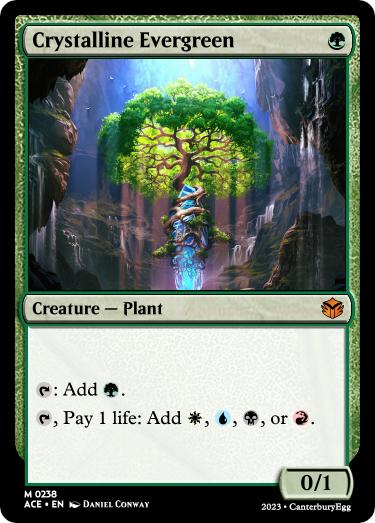 Crystalline Evergreen
Creature — Plant
: Add .
, Pay 1 life: Add , , , or .
0/1
M 0238
ACE • EN DANIEL CONWAY
2023 • CanterburyEgg